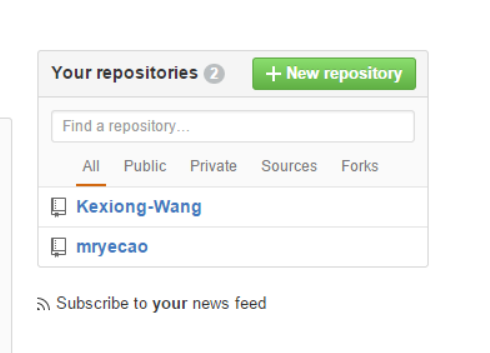 Your repositories 2 + New repository
Find a repository...
All Public Private Sources Forks
Kexiong-Wang
mryecao
Subscribe to your news feed